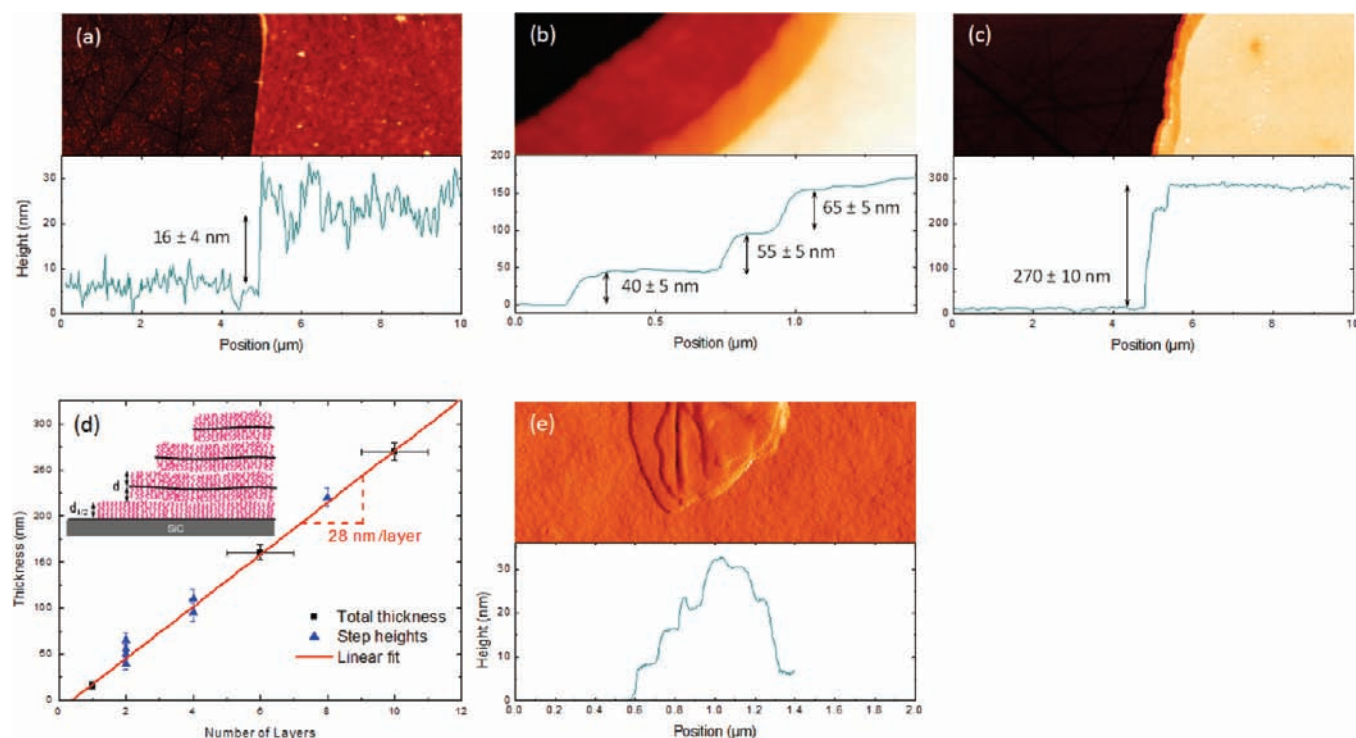 (a)
Height (nm)
30
20
10
0
16 ± 4 nm
0 2 4 6 8 10
Position (µm)
(b)
200
150
100
50
0
40 ± 5 nm
55 ± 5 nm
65 ± 5 nm
0.0 0.5 1.0
Position (µm)
(c)
300
200
100
0
270 ± 10 nm
0 2 4 6 8 10
Position (µm)
(d)
Thickness (nm)
300
250
200
150
100
50
0
d
d1/2
SiC
28 nm/layer
Total thickness
Step heights
Linear fit
0 2 4 6 8 10 12
Number of Layers
(e)
Height (nm)
30
20
10
0
0.0 0.2 0.4 0.6 0.8 1.0 1.2 1.4 1.6 1.8 2.0
Position (µm)